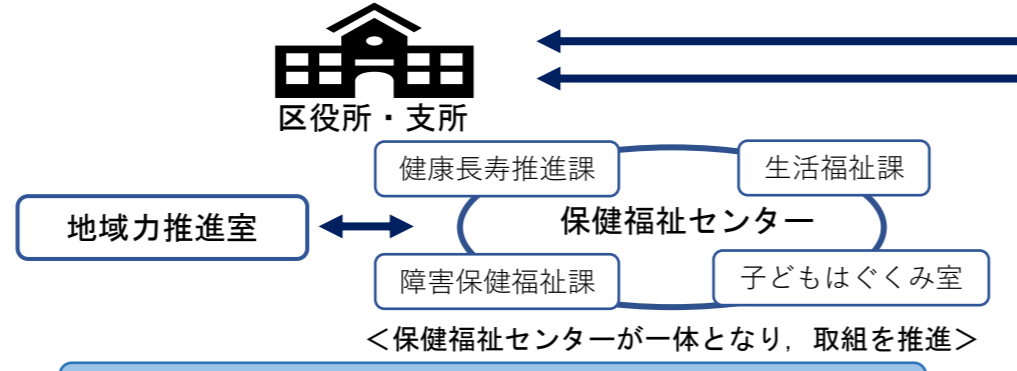 区役所・支所
健康長寿推進課
生活福祉課
地域力推進室
保健福祉センター
障害保健福祉課
子どもはぐくみ室
＜保健福祉センターが一体となり，取組を推進＞